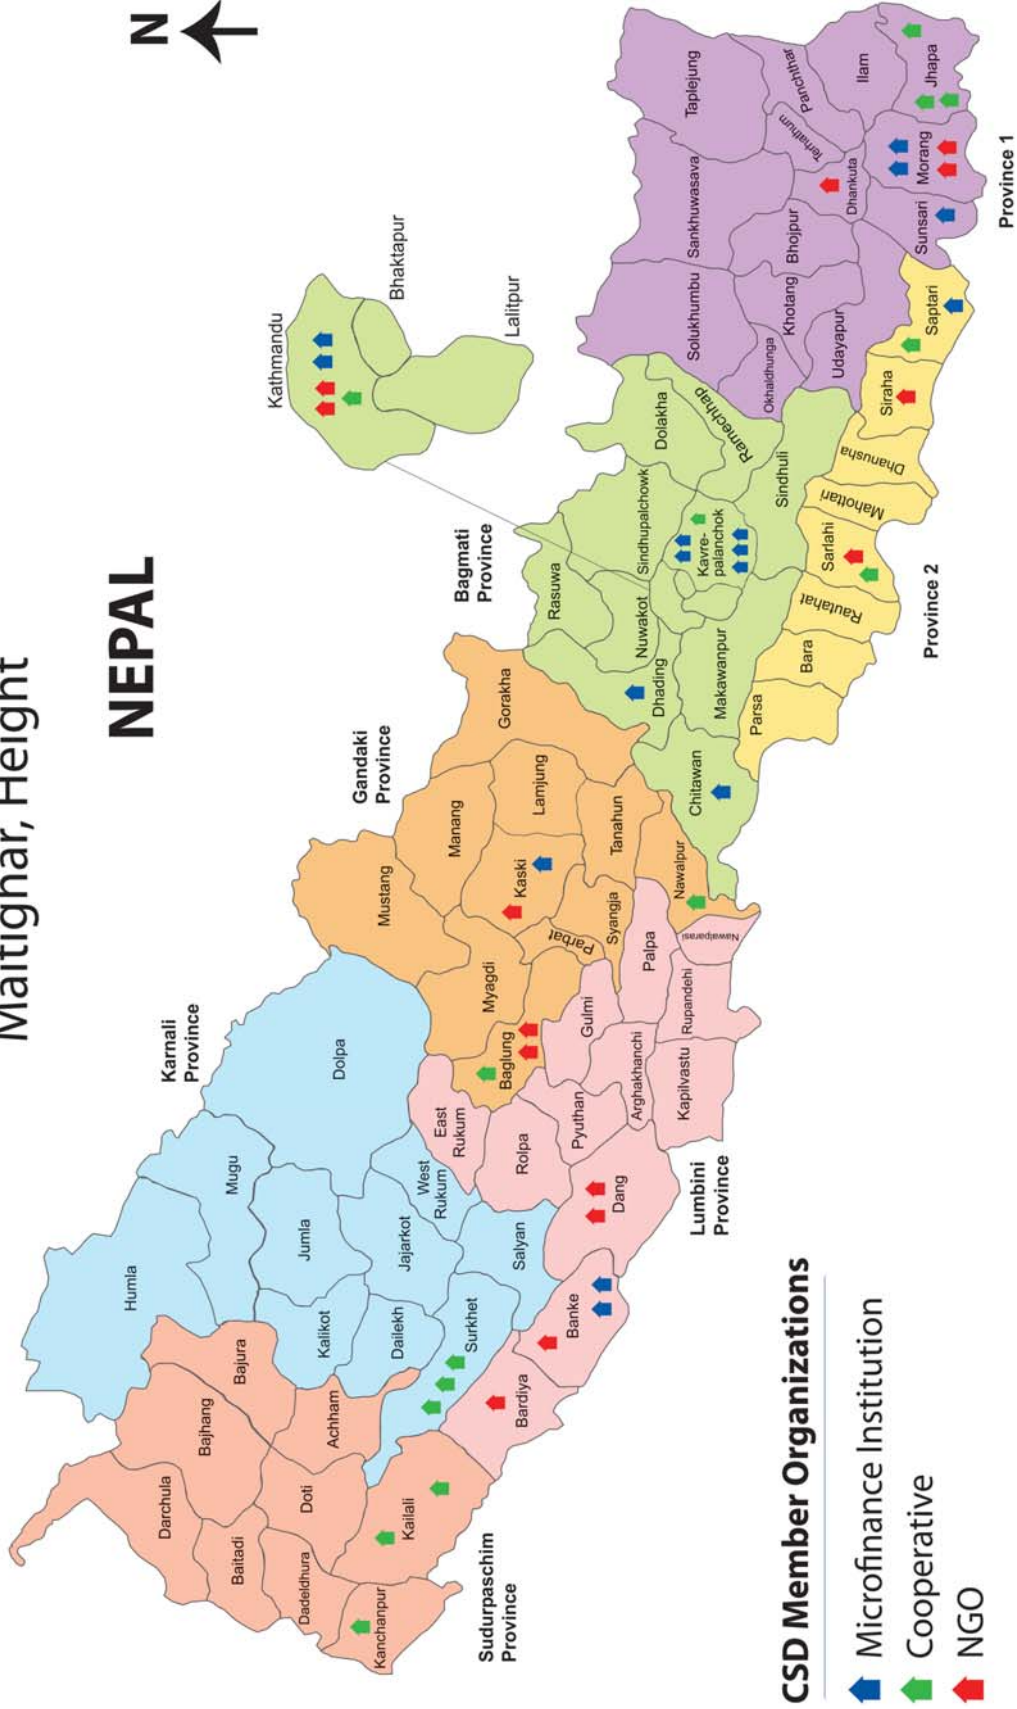 Maitighar, Height
NEPAL
N
Karnali
Province
Gandaki
Province
Bagmati
Province
Kathmandu
Bhaktapur
Lalitpur
Humla
Mugu
Dolpa
Jumla
Kalikot
Jajarkot
Dailekh
West
Rukum
Salyan
Surkhet
Darchula
Bajhang
Bajura
Baitadi
Doti
Achham
Dadeldhura
Kanchanpur
Kailali
Sudurpaschim
Province
Mustang
Manang
Gorakha
Myagdi
Kaski
Lamjung
Baglung
Parbat
Syangja
Tanahun
Nawalpur
East
Rukum
Rolpa
Pyuthan
Gulmi
Palpa
Nawalparasi
Arghakhanchi
Rupandehi
Kapilvastu
Dang
Banke
Bardiya
Lumbini
Province
Rasuwa
Nuwakot
Dhading
Sindhupalchowk
Dolakha
Ramechhap
Kavre-
palanchok
Sindhuli
Makawanpur
Chitawan
Parsa
Bara
Rautahat
Sarlahi
Mahottari
Dhanusha
Siraha
Saptari
Province 2
Solukhumbu
Sankhuwasava
Taplejung
Okhaldhunga
Khotang
Bhojpur
Terhathum
Panchthar
Udayapur
Dhankuta
Ilam
Sunsari
Morang
Jhapa
Province 1
CSD Member Organizations
Microfinance Institution
Cooperative
NGO